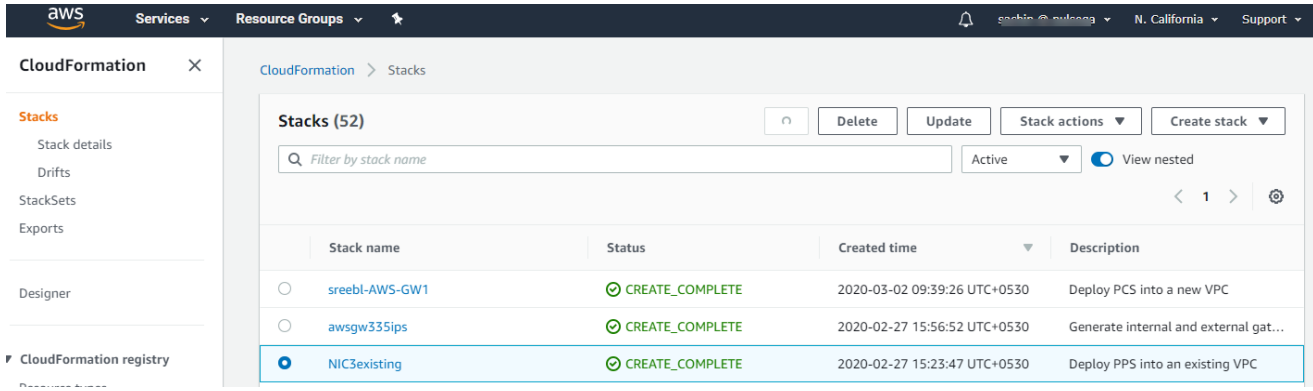 aws Services Resource Groups N. California Support
CloudFormation
CloudFormation > Stacks
Stacks
Stack details
Drifts
StackSets
Exports
Designer
CloudFormation registry
Stacks (52)
Delete Update Stack actions Create stack
Filter by stack name Active View nested
< 1 >
Stack name Status Created time Description
sreebl-AWS-GW1 CREATE_COMPLETE 2020-03-02 09:39:26 UTC+0530 Deploy PCS into a new VPC
awsgw335ips CREATE_COMPLETE 2020-02-27 15:56:52 UTC+0530 Generate internal and external gat...
NIC3existing CREATE_COMPLETE 2020-02-27 15:23:47 UTC+0530 Deploy PPS into an existing VPC